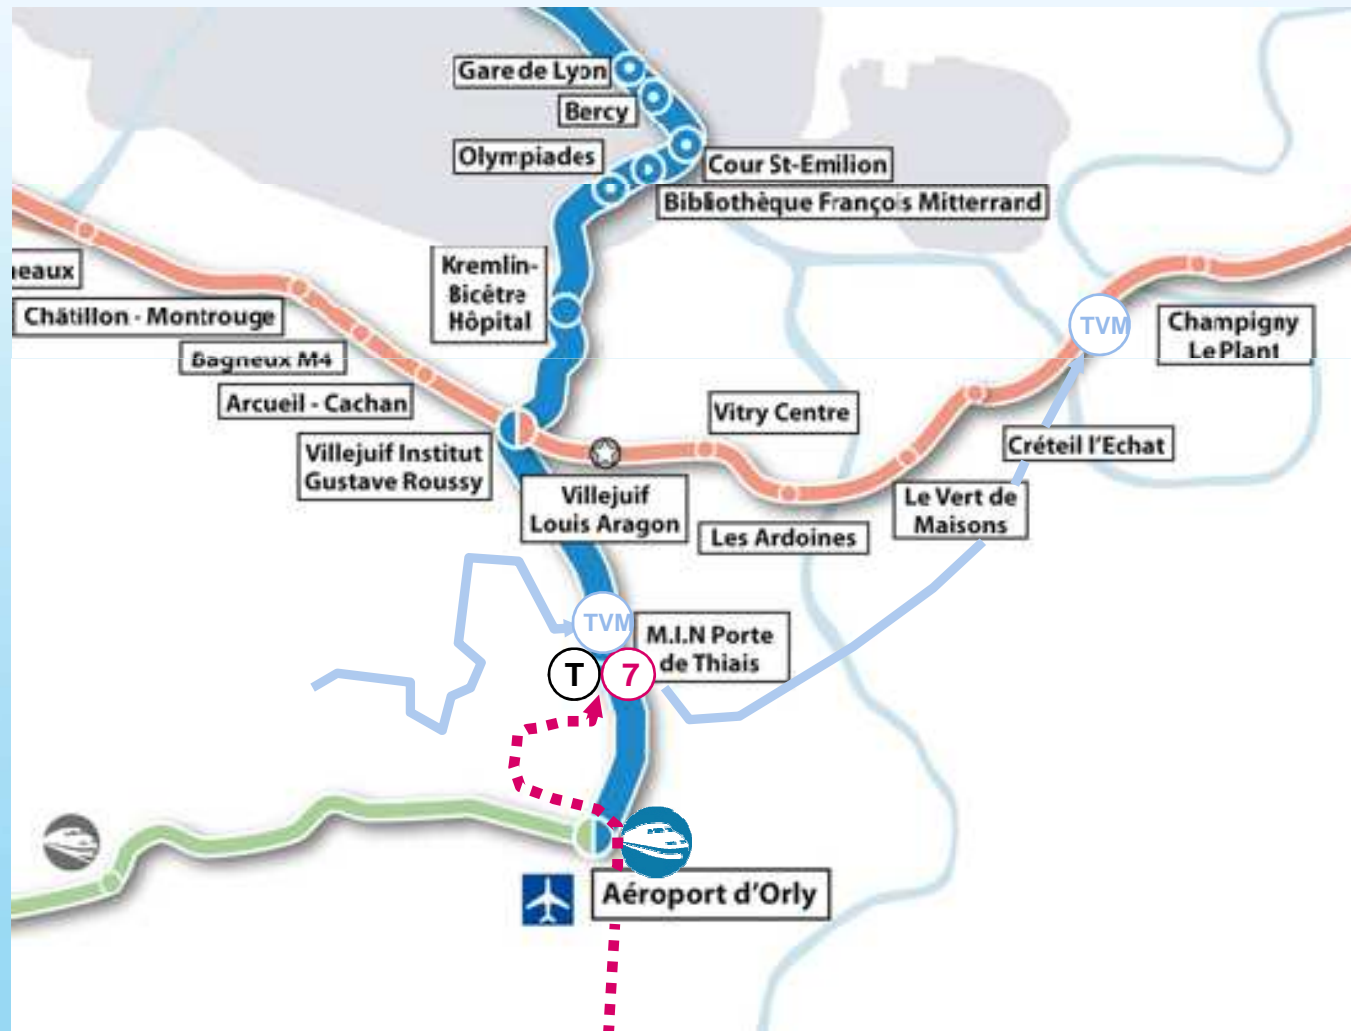 Gare de Lyon
Bercy
Olympiades
Cour St-Emilion
Bibliothèque François Mitterrand
Kremlin-
Bicêtre
Hôpital
eaux
Châtillon - Montrouge
Bagneux M4
Arcueil - Cachan
TVM
Champigny
Le Plant
Villejuif Institut
Gustave Roussy
Vitry Centre
Créteil l'Echat
Villejuif
Louis Aragon
Les Ardoines
Le Vert de
Maisons
TVM
M.I.N Porte
de Thiais
T
7
Aéroport d'Orly